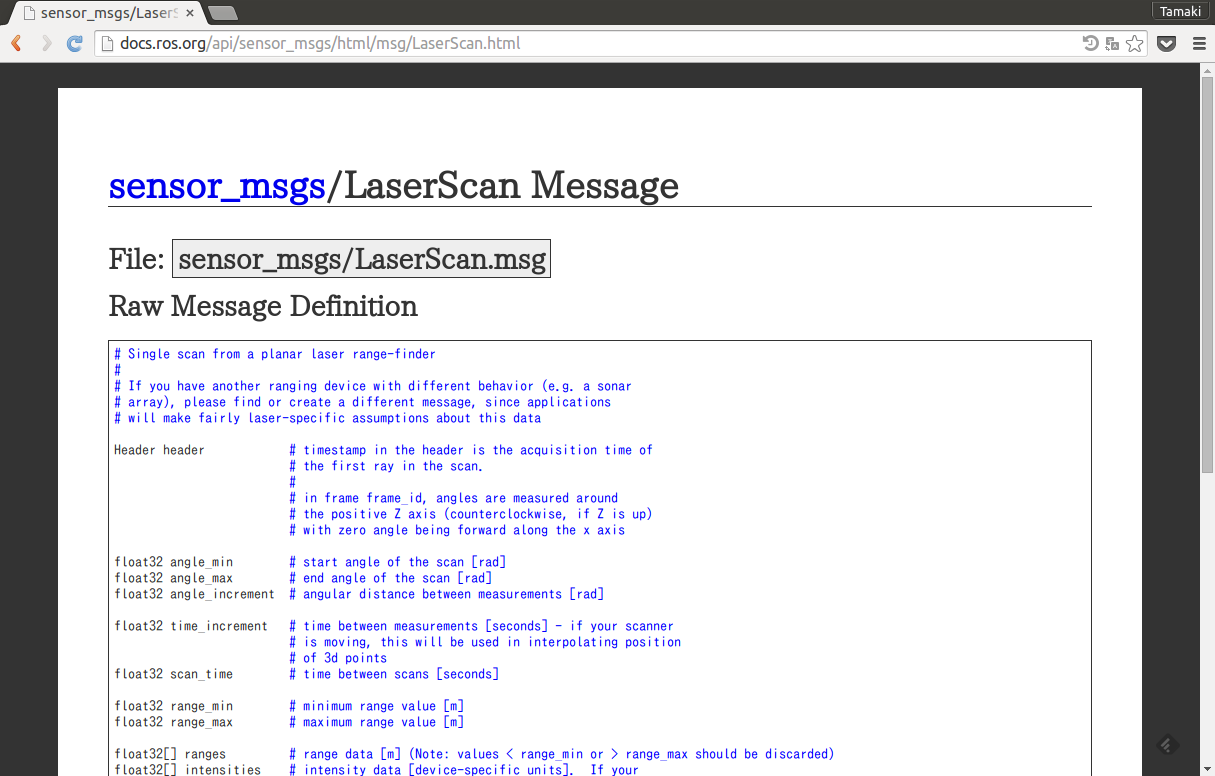 sensor_msgs/LaserS
Tamaki
docs.ros.org/api/sensor_msgs/html/msg/LaserScan.html
sensor_msgs/LaserScan Message
File: sensor_msgs/LaserScan.msg
Raw Message Definition
# Single scan from a planar laser range-finder
#
# If you have another ranging device with different behavior (e.g. a sonar
# array), please find or create a different message, since applications
# will make fairly laser-specific assumptions about this data
Header header            # timestamp in the header is the acquisition time of
# the first ray in the scan.
#
# in frame frame_id, angles are measured around
# the positive Z axis (counterclockwise, if Z is up)
# with zero angle being forward along the x axis
float32 angle_min        # start angle of the scan [rad]
float32 angle_max        # end angle of the scan [rad]
float32 angle_increment  # angular distance between measurements [rad]
float32 time_increment   # time between measurements [seconds] - if your scanner
# is moving, this will be used in interpolating position
# of 3d points
float32 scan_time        # time between scans [seconds]
float32 range_min        # minimum range value [m]
float32 range_max        # maximum range value [m]
float32[] ranges         # range data [m] (Note: values < range_min or > range_max should be discarded)
float32[] intensities    # intensity data [device-specific units].  If your